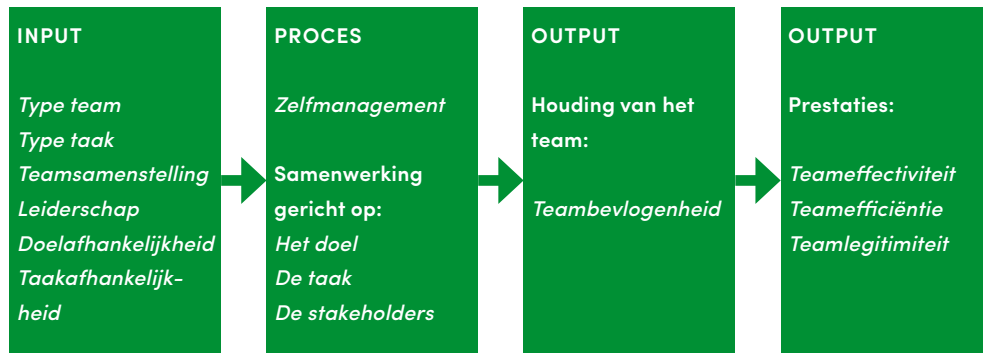 INPUT
Type team
Type taak
Teamsamenstelling
Leiderschap
Doelafhankelijkheid
Taakafhankelijk-
heid
PROCES
Zelfmanagement
Samenwerking
gericht op:
Het doel
De taak
De stakeholders
OUTPUT
Houding van het
team:
Teambevlogenheid
OUTPUT
Prestaties:
Teameffectiviteit
Teamefficiëntie
Teamlegitimiteit